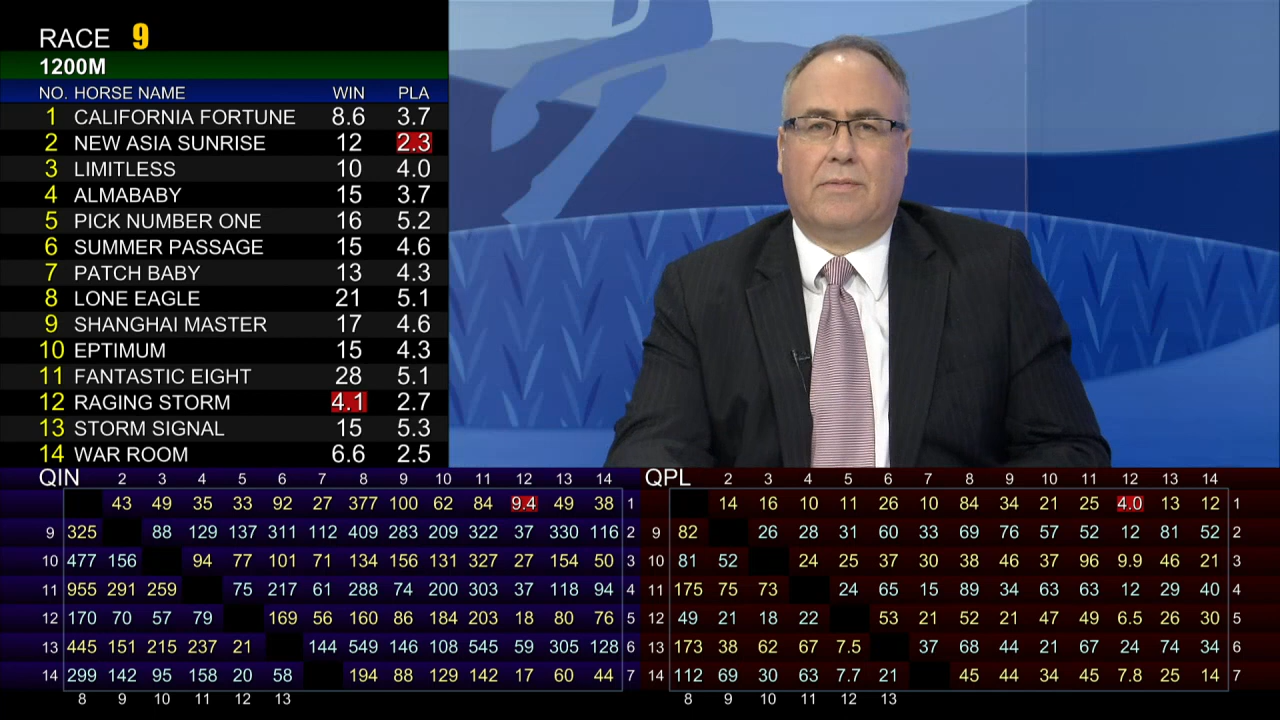 RACE 9
1200M
NO. HORSE NAME WIN PLA
1 CALIFORNIA FORTUNE 8.6 3.7
2 NEW ASIA SUNRISE 12 2.3
3 LIMITLESS 10 4.0
4 ALMABABY 15 3.7
5 PICK NUMBER ONE 16 5.2
6 SUMMER PASSAGE 15 4.6
7 PATCH BABY 13 4.3
8 LONE EAGLE 21 5.1
9 SHANGHAI MASTER 17 4.6
10 EPTIMUM 15 4.3
11 FANTASTIC EIGHT 28 5.1
12 RAGING STORM 4.1 2.7
13 STORM SIGNAL 15 5.3
14 WAR ROOM 6.6 2.5
QIN 2 3 4 5 6 7 8 9 10 11 12 13 14
43 49 35 33 92 27 377 100 62 84 9.4 49 38 1
9 325 88 129 137 311 112 409 283 209 322 37 330 116 2
10 477 156 94 77 101 71 134 156 131 327 27 154 50 3
11 955 291 259 75 217 61 288 74 200 303 37 118 94 4
12 170 70 57 79 169 56 160 86 184 203 18 80 76 5
13 445 151 215 237 21 144 549 146 108 545 59 305 128 6
14 299 142 95 158 20 58 194 88 129 142 17 60 44 7
8 9 10 11 12 13
QPL 2 3 4 5 6 7 8 9 10 11 12 13 14
14 16 10 11 26 10 84 34 21 25 4.0 13 12 1
9 82 26 28 31 60 33 69 76 57 52 12 81 52 2
10 81 52 24 25 37 30 38 46 37 96 9.9 46 21 3
11 175 75 73 24 65 15 89 34 63 63 12 29 40 4
12 49 21 18 22 53 21 52 21 47 49 6.5 26 30 5
13 173 38 62 67 7.5 37 68 44 21 67 24 74 34 6
14 112 69 30 63 7.7 21 45 44 34 45 7.8 25 14 7
8 9 10 11 12 13